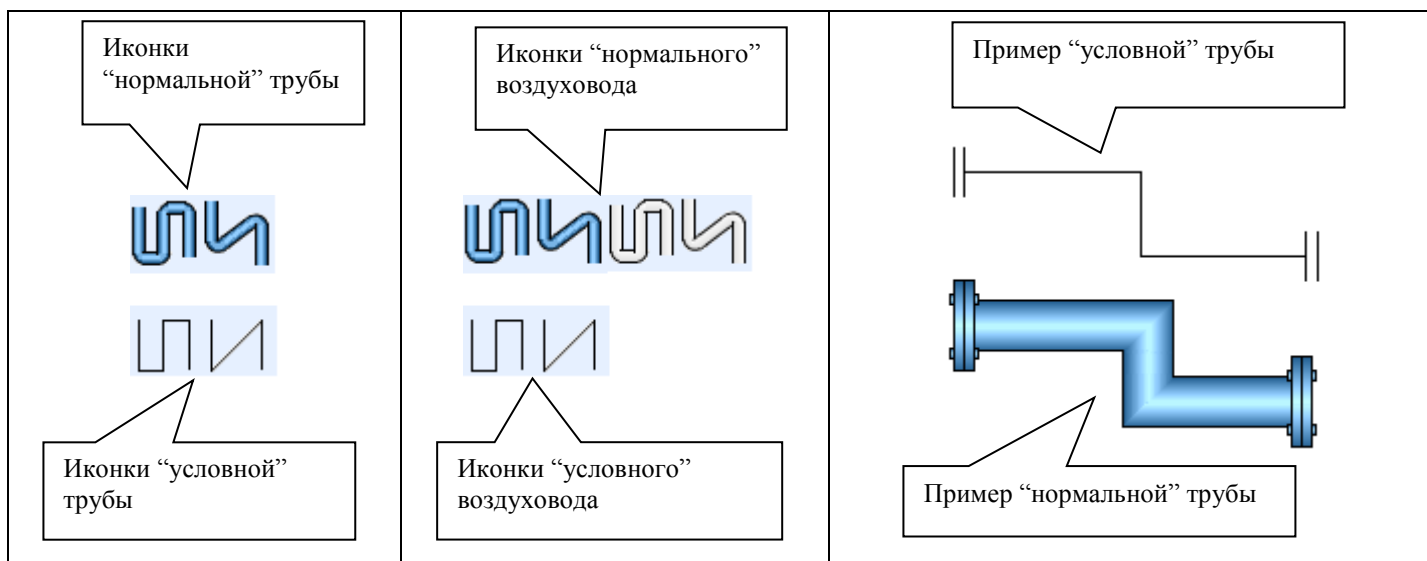 Иконки
“нормальной” трубы
Иконки “условной”
трубы
Иконки “нормального”
воздуховода
Иконки “условного”
воздуховода
Пример “условной” трубы
Пример “нормальной” трубы